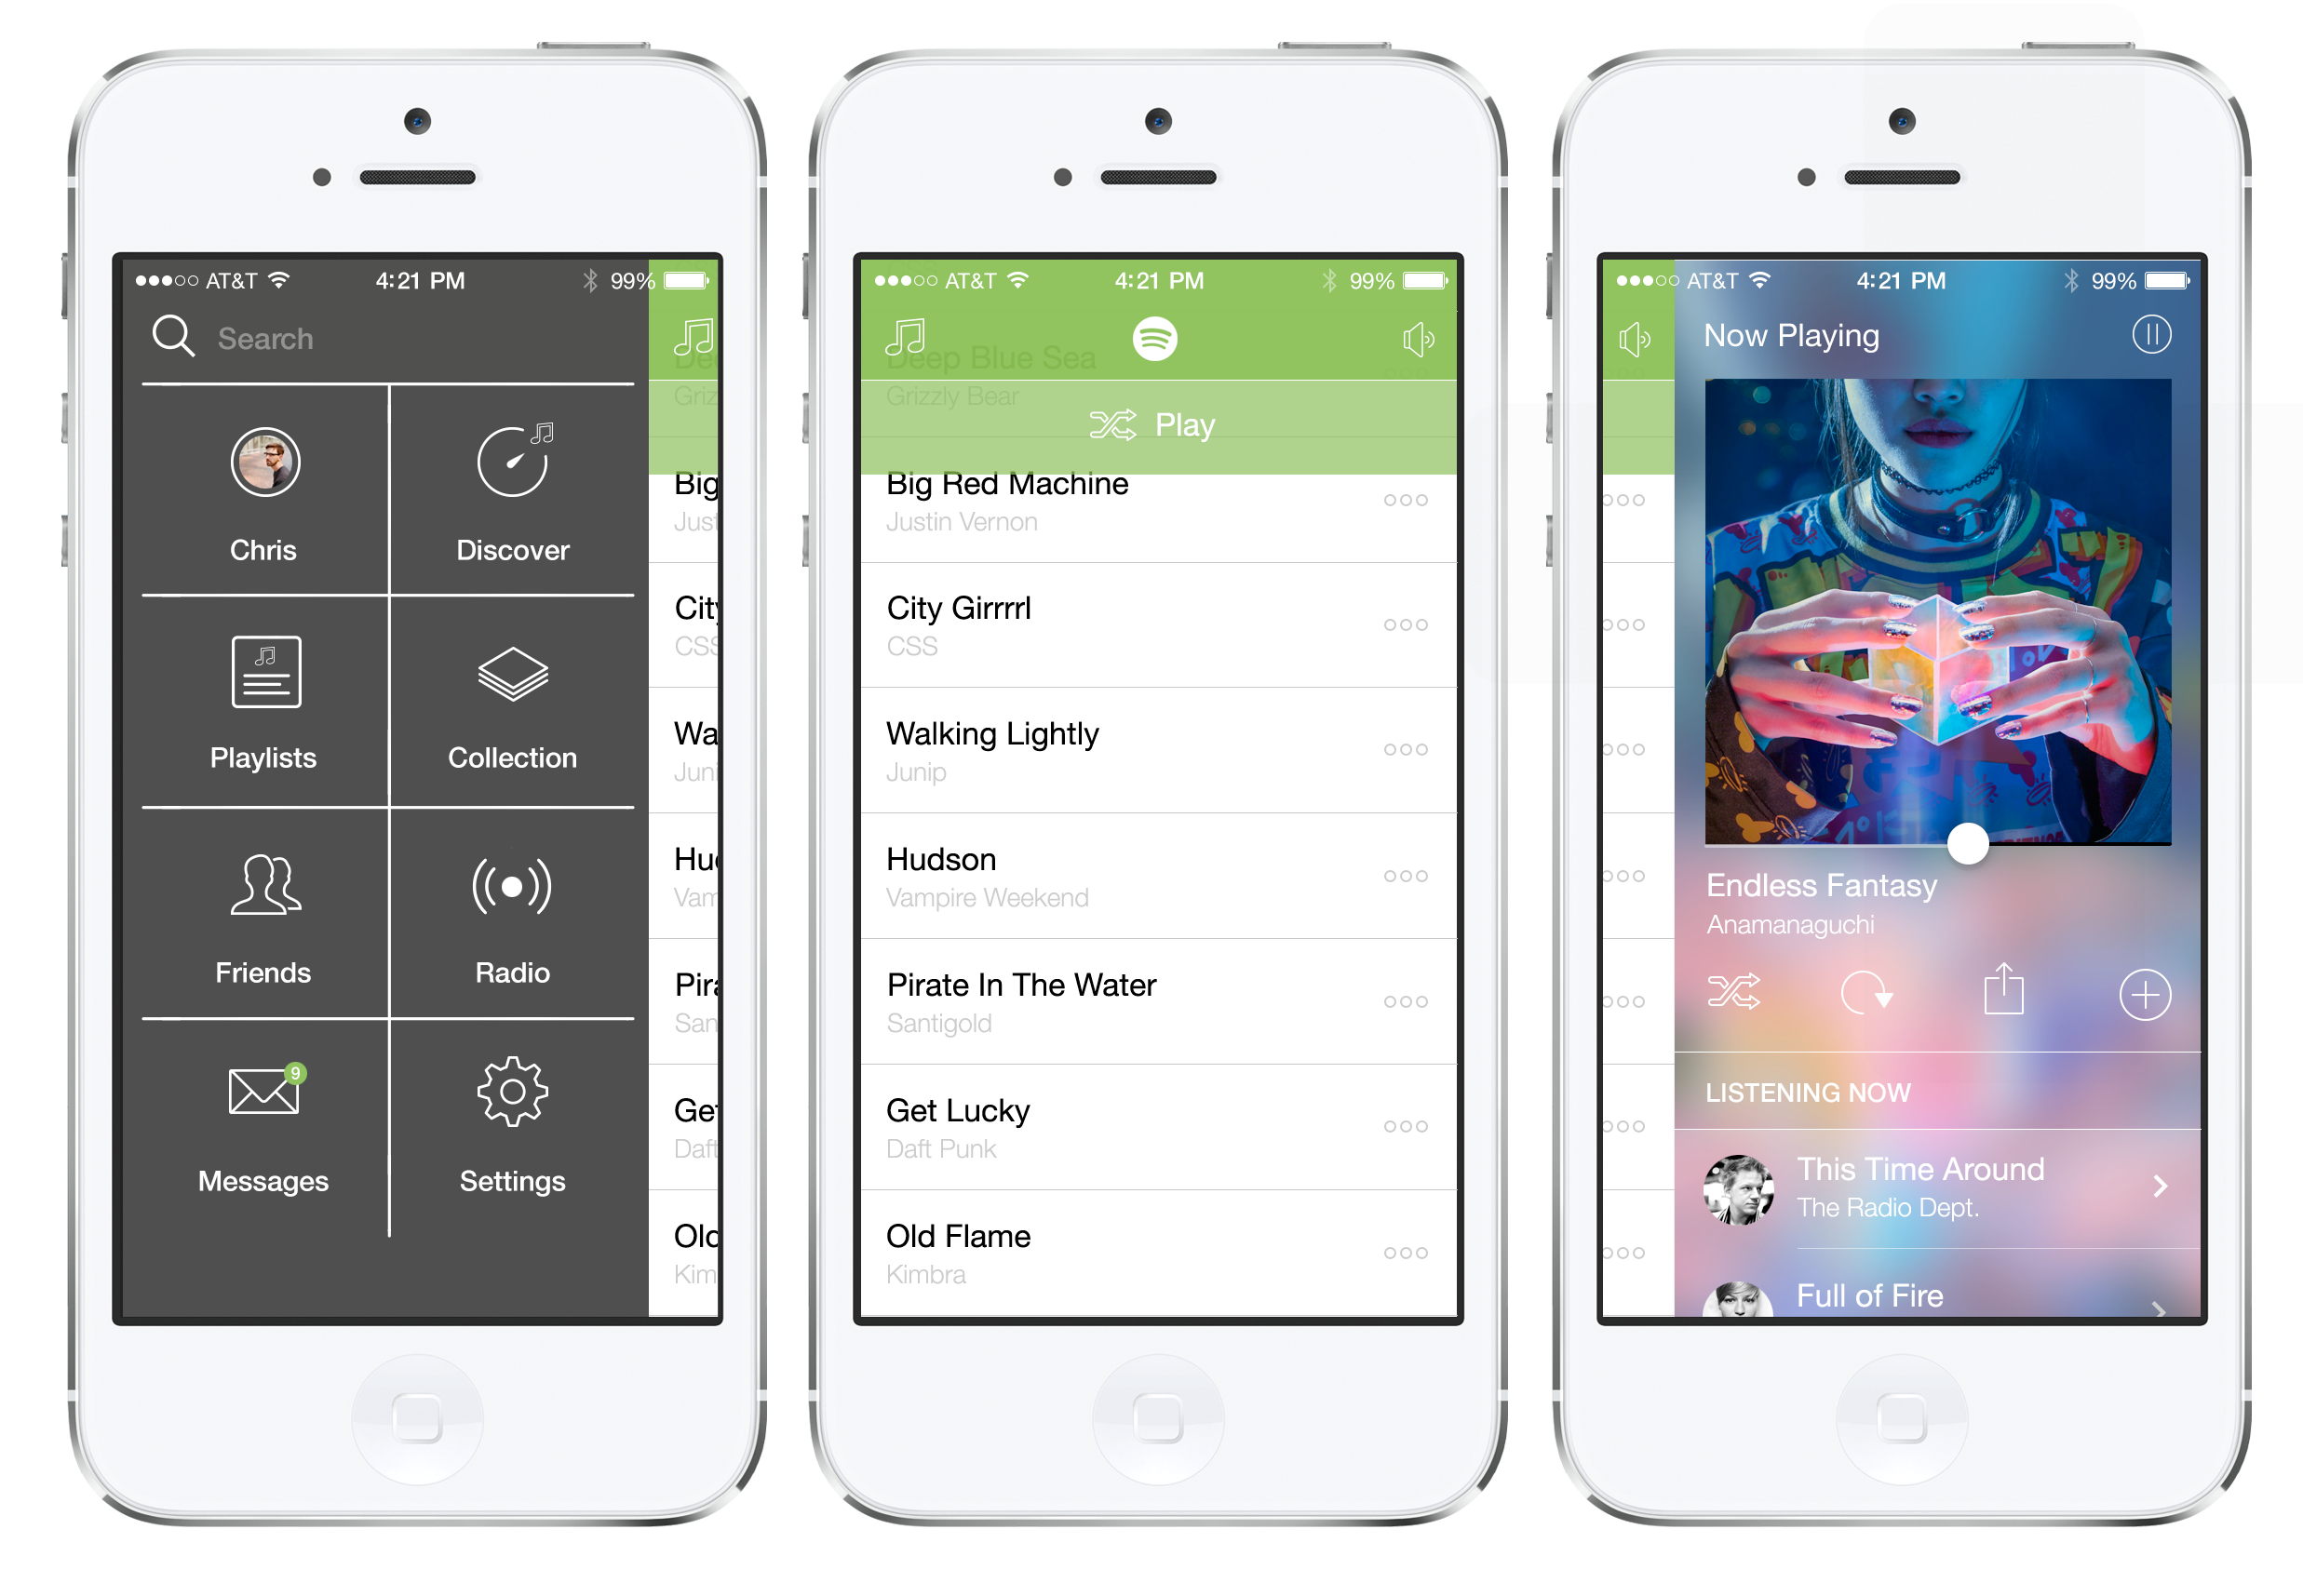 AT&T 4:21 PM 99%
Search
Chris Discover
Playlists Collection
Friends Radio
9
Messages Settings
De
Griz
Big
Just
City
CSS
Wa
Juni
Hud
Vam
Pira
San
Get
Daft
Old
Kim
AT&T 4:21 PM 99%
Deep Blue Sea
Grizzly Bear
Play
Big Red Machine
Justin Vernon
City Girrrrl
CSS
Walking Lightly
Junip
Hudson
Vampire Weekend
Pirate In The Water
Santigold
Get Lucky
Daft Punk
Old Flame
Kimbra
AT&T 4:21 PM 99%
Now Playing
Endless Fantasy
Anamanaguchi
LISTENING NOW
This Time Around
The Radio Dept.
Full of Fire